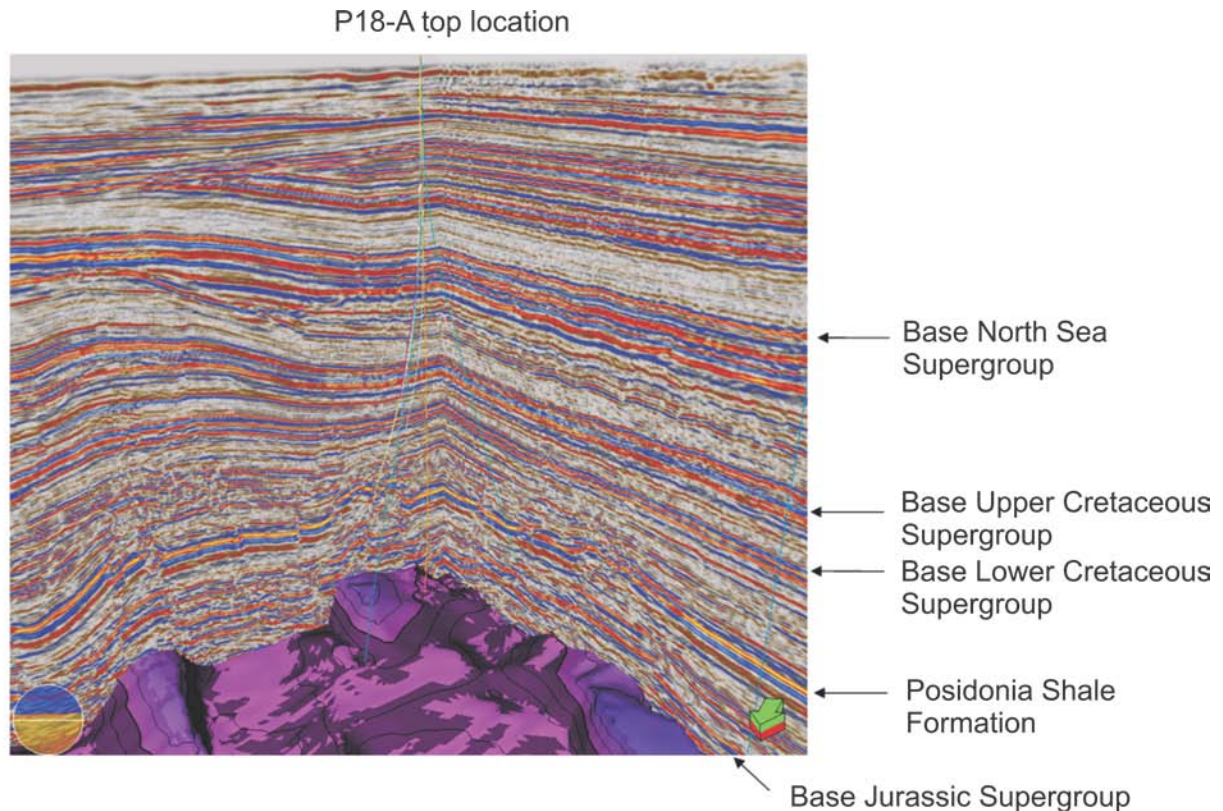 P18-A top location
Base North Sea
Supergroup
Base Upper Cretaceous
Supergroup
Base Lower Cretaceous
Supergroup
Posidonia Shale
Formation
Base Jurassic Supergroup